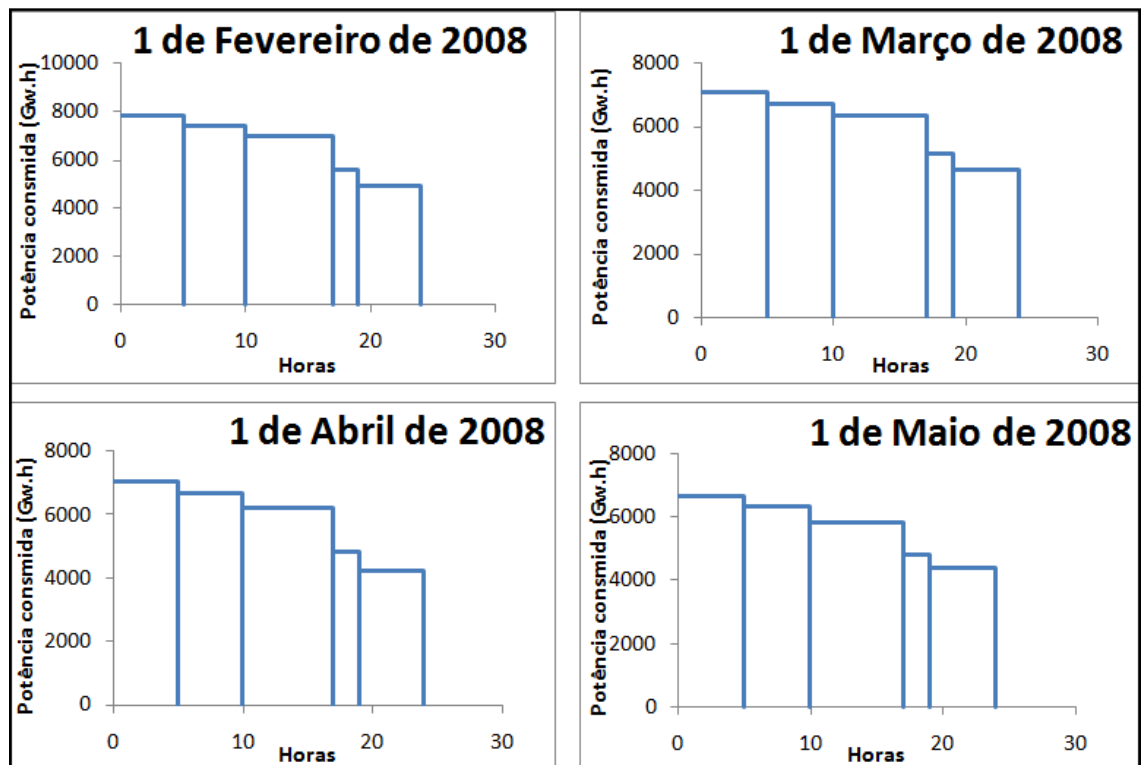 1 de Fevereiro de 2008
Potência consmida (Gw.h)
10000
8000
6000
4000
2000
0
0 10 20 30
Horas
1 de Março de 2008
Potência consmida (Gw.h)
8000
6000
4000
2000
0
0 10 20 30
Horas
1 de Abril de 2008
Potência consmida (Gw.h)
8000
6000
4000
2000
0
0 10 20 30
Horas
1 de Maio de 2008
Potência consmida (Gw.h)
8000
6000
4000
2000
0
0 10 20 30
Horas